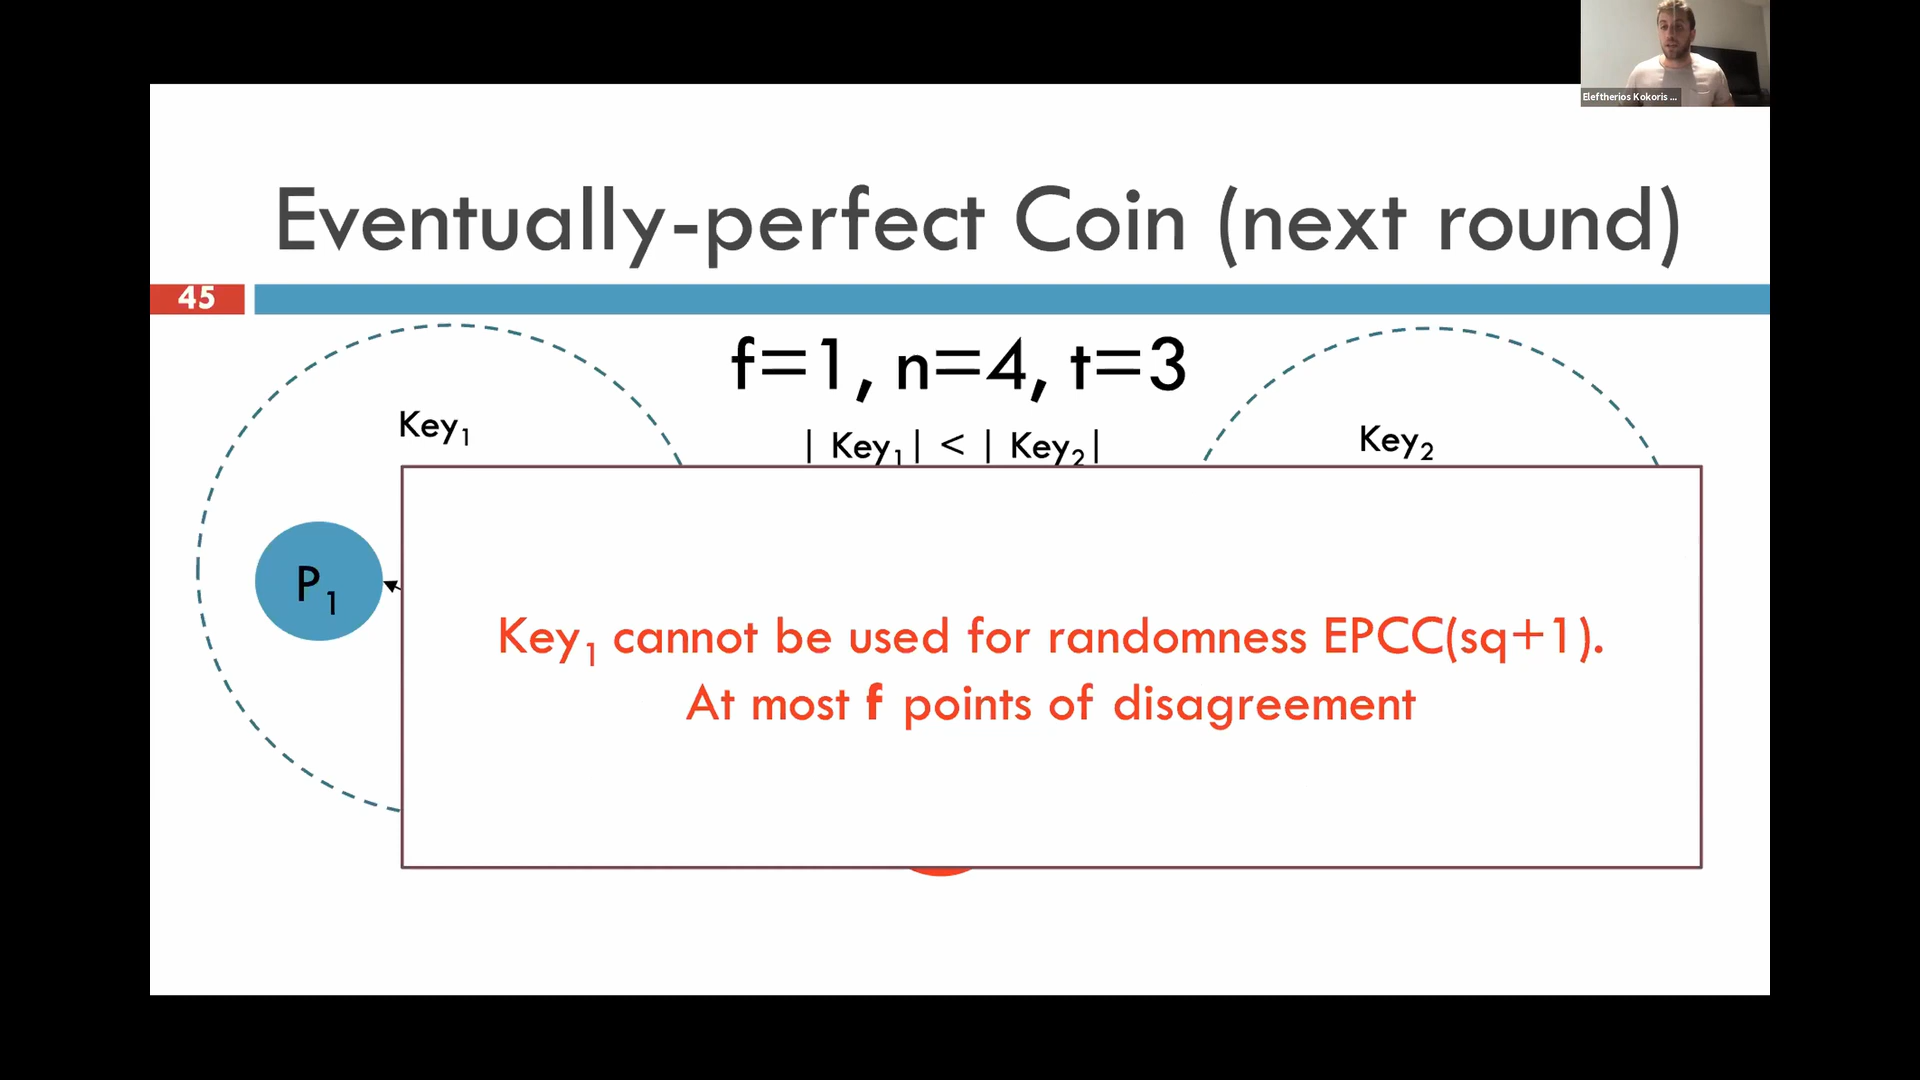 Eleftherios Kokoris ...
Eventually-perfect Coin (next round)
45
f=1, n=4, t=3
Key₁
| Key₁| < | Key₂|
Key₂
P₁
Key₁ cannot be used for randomness EPCC(sq+1).
At most f points of disagreement